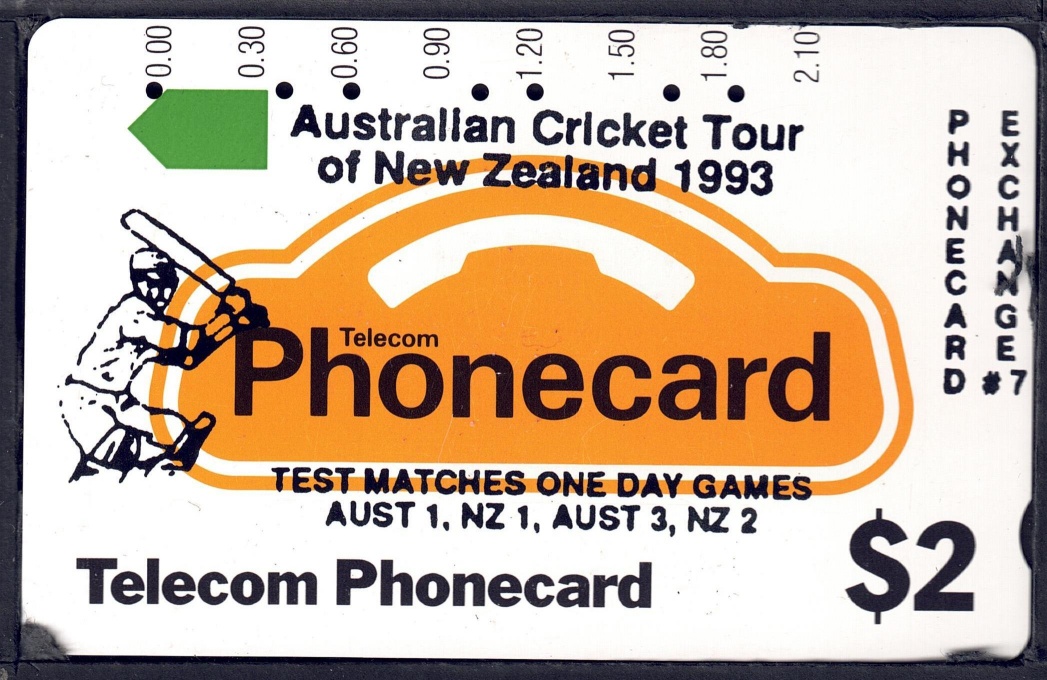 0.00 0.30 0.60 0.90 1.20 1.50 1.80 2.10
Australian Cricket Tour
of New Zealand 1993
Telecom
Phonecard
TEST MATCHES ONE DAY GAMES
AUST 1, NZ 1, AUST 3, NZ 2
Telecom Phonecard
$2
PHONECARD
EXCHANGE #7